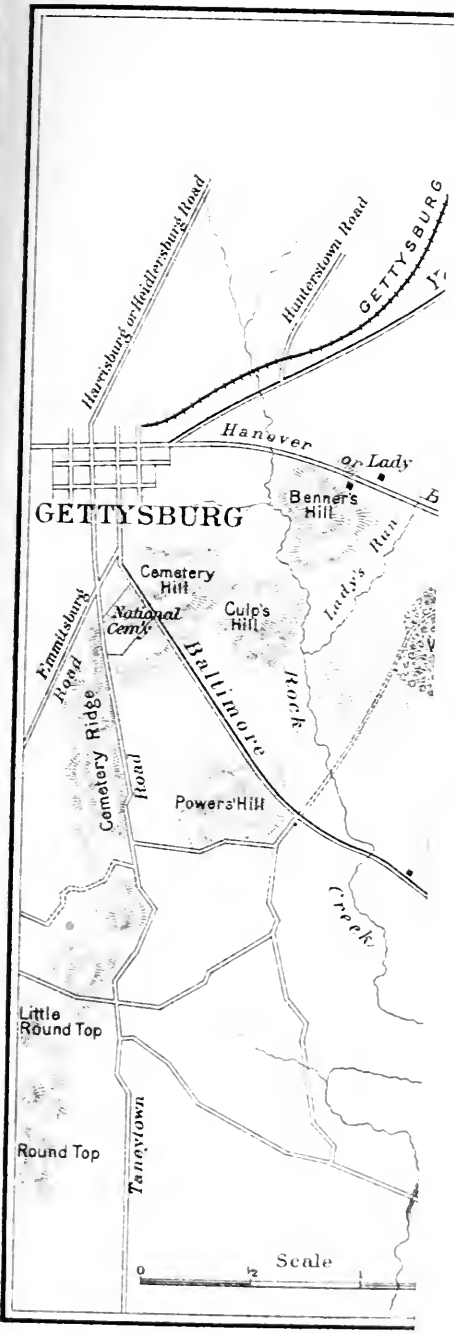 Harrisburg or Heidlersburg Road
Hunterstown Road
GETTYSBURG
Hanover or Lady
Benner's
Hill
Lady's Run
GETTYSBURG
Cemetery
Hill
National
Cem'y
Culp's
Hill
Emmitsburg
Road
Baltimore
Rock
Cemetery Ridge
Road
Powers' Hill
Creek
Little
Round Top
Round Top
Taneytown
Scale
0 ½ 1